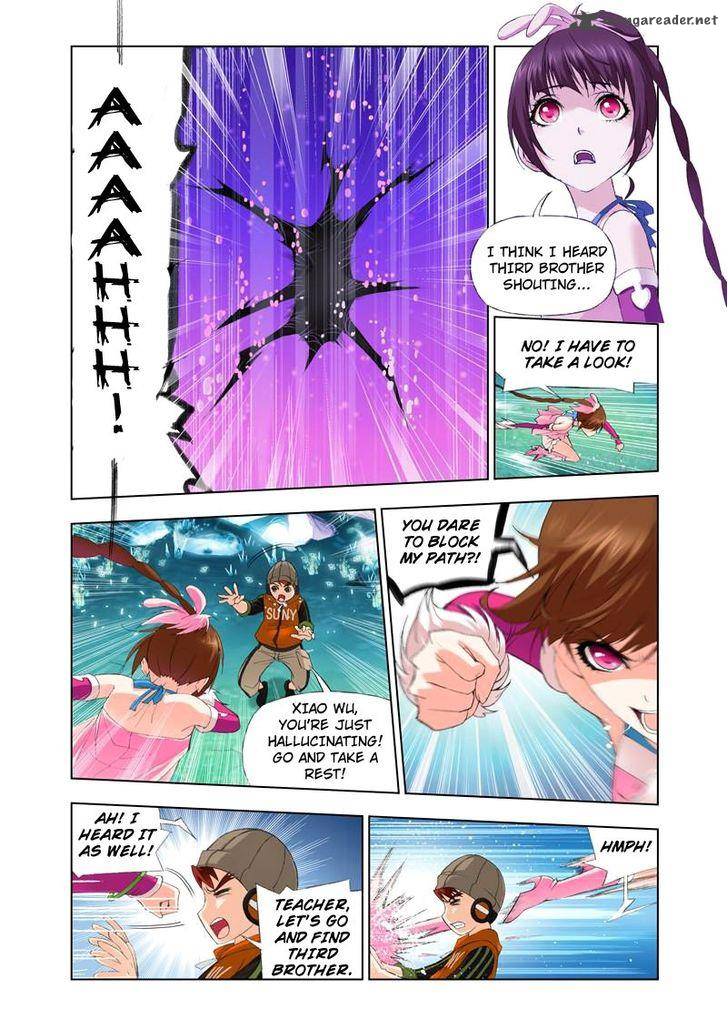 mangareader.net
AAAAHHH!
I THINK I HEARD
THIRD BROTHER
SHOUTING...
NO! I HAVE TO
TAKE A LOOK!
SUNY
XIAO WU,
YOU'RE JUST
HALLUCINATING!
GO AND TAKE A
REST!
YOU DARE
TO BLOCK
MY PATH?!
AH! I
HEARD IT
AS WELL!
TEACHER,
LET'S GO
AND FIND
THIRD
BROTHER.
HMPH!